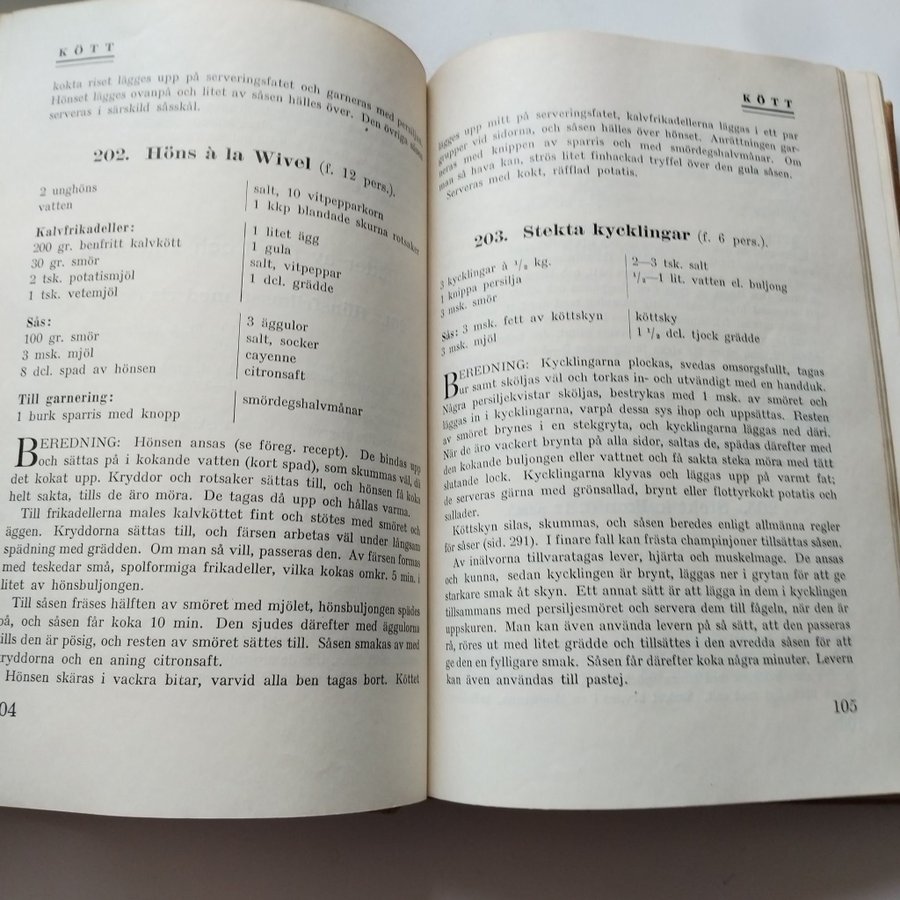 KÖTT
kokta riset lägges upp på serveringsfatet och garneras med persilja.
Hönset lägges ovanpå och litet av såsen hälles över. Den övriga såsen
serveras i särskild såsskål.
202. Höns à la Wivel (f. 12 pers.).
2 unghöns
vatten
salt, 10 vitpepparkorn
1 kkp blandade skurna rotsaker
Kalvfrikadeller:
200 gr. benfritt kalvkött
30 gr. smör
2 tsk. potatismjöl
1 tsk. vetemjöl
1 litet ägg
1 gula
salt, vitpeppar
1 dcl. grädde
Sås:
100 gr. smör
3 msk. mjöl
8 dcl. spad av hönsen
3 äggulor
salt, socker
cayenne
citronsaft
Till garnering:
1 burk sparris med knopp
smördegshalvmånar
BEREDNING: Hönsen ansas (se föreg. recept). De bindas upp
och sättas på i kokande vatten (kort spad), som skummas väl, då
det kokat upp. Kryddor och rotsaker sättas till, och hönsen få koka
helt sakta, tills de äro möra. De tagas då upp och hållas varma.
Till frikadellerna males kalvköttet fint och stötes med smöret och
äggen. Kryddorna sättas till, och färsen arbetas väl under långsam
spädning med grädden. Om man så vill, passeras den. Av färsen formas
med teskedar små, spolformiga frikadeller, vilka kokas omkr. 5 min. i
litet av hönsbuljongen.
Till såsen fräses hälften av smöret med mjölet, hönsbuljongen spädes
på, och såsen får koka 10 min. Den sjudes därefter med äggulorna
tills den är pösig, och resten av smöret sättes till. Såsen smakas av med
kryddorna och en aning citronsaft.
Hönsen skäras i vackra bitar, varvid alla ben tagas bort. Köttet
04
KÖTT
lägges upp mitt på serveringsfatet, kalvfrikadellerna läggas i ett par
grupper vid sidorna, och såsen hälles över hönset. Anrättningen gar-
neras med knippen av sparris och med smördegshalvmånar. Om
man så hava kan, strös litet finhackad tryffel över den gula såsen.
Serveras med kokt, räfflad potatis.
203. Stekta kycklingar (f. 6 pers.).
3 kycklingar à ½ kg.
1 knippa persilja
3 msk. smör
2—3 tsk. salt
½—1 lit. vatten el. buljong
Sås: 3 msk. fett av köttskyn
3 msk. mjöl
köttsky
1 ½ dcl. tjock grädde
BEREDNING: Kycklingarna plockas, svedas omsorgsfullt, tagas
ur samt sköljas väl och torkas in- och utvändigt med en handduk.
Några persiljekvistar sköljas, bestrykas med 1 msk. av smöret och
läggas in i kycklingarna, varpå dessa sys ihop och uppsättas. Resten
av smöret brynes i en stekgryta, och kycklingarna läggas ned däri.
När de äro vackert brynta på alla sidor, saltas de, spädas därefter med
den kokande buljongen eller vattnet och få sakta steka möra med tätt
slutande lock. Kycklingarna klyvas och läggas upp på varmt fat;
de serveras gärna med grönsallad, brynt eller flottyrkokt potatis och
sallader.
Köttskyn silas, skummas, och såsen beredes enligt allmänna regler
för såser (sid. 291). I finare fall kan frästa champinjoner tillsättas såsen.
Av inälvorna tillvaratagas lever, hjärta och muskelmage. De ansas
och kunna, sedan kycklingen är brynt, läggas ner i grytan för att ge
starkare smak åt skyn. Ett annat sätt är att lägga in dem i kycklingen
tillsammans med persiljesmöret och servera dem till fågeln, när den är
uppskuren. Man kan även använda levern på så sätt, att den passeras
rå, röres ut med litet grädde och tillsättes i den avredda såsen för att
ge den en fylligare smak. Såsen får därefter koka några minuter. Levern
kan även användas till pastej.
105